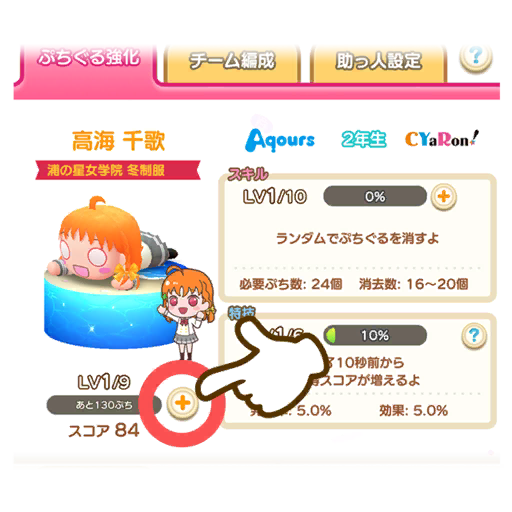 ぷちぐる強化
チーム編成
助っ人設定
?
高海 千歌
Aqours
2年生
CYaRon!
浦の星女学院 冬制服
スキル
LV1/10
0%
+
ランダムでぷちぐるを消すよ
必要ぷち数: 24個
消去数: 16〜20個
特技
1/6
10%
?
了10秒前から
スコアが増えるよ
5.0%
効果: 5.0%
LV1/9
あと130ぷち
+
スコア 84